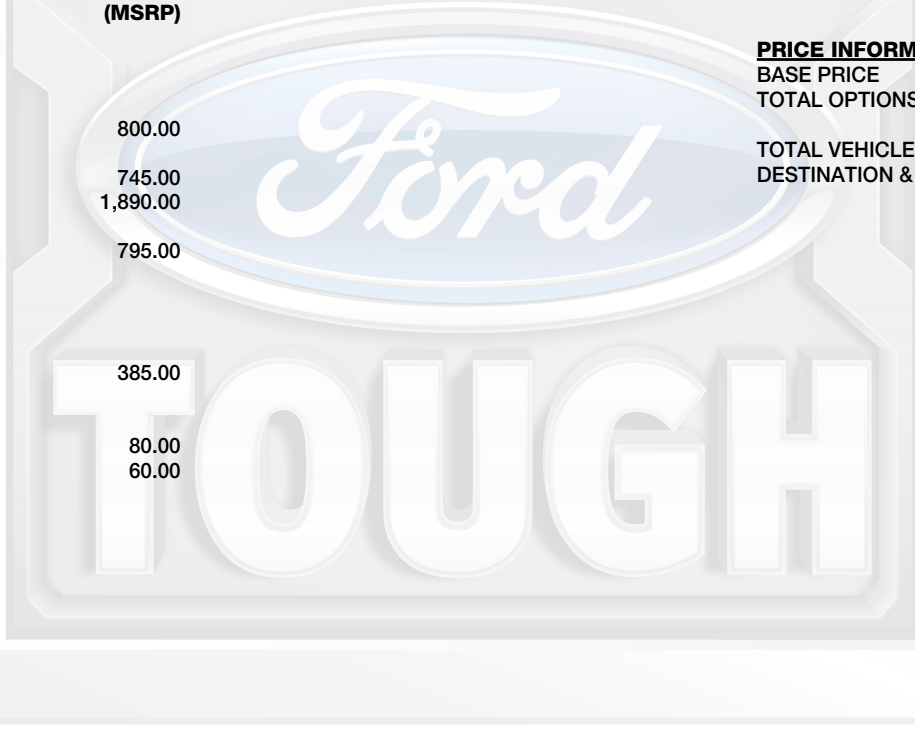 (MSRP)
PRICE INFORM
BASE PRICE
TOTAL OPTIONS
800.00
TOTAL VEHICLE
745.00
DESTINATION &
1,890.00
795.00
385.00
80.00
60.00
Ford
TOUGH